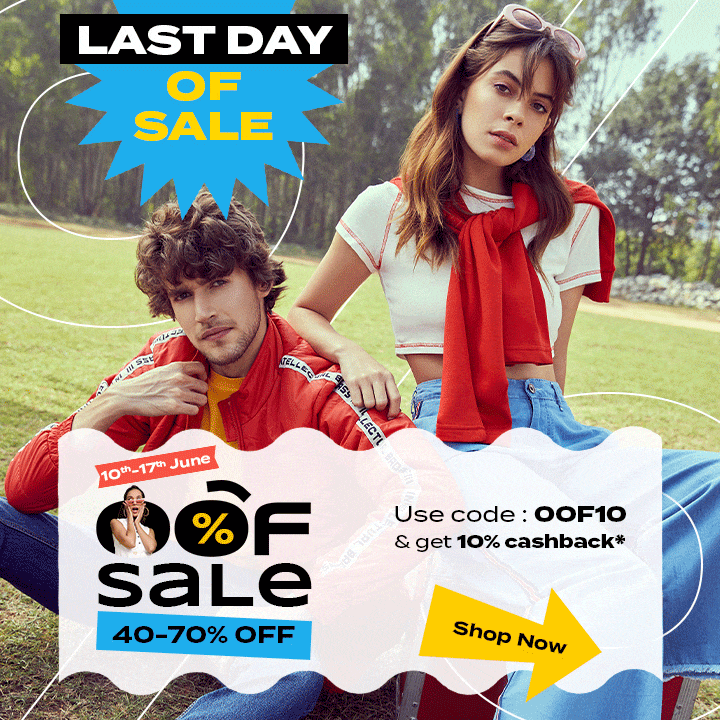 LAST DAY
OF
SALE
10th-17th June
OOF
%
SALE
40-70% OFF
Use code : OOF10
& get 10% cashback*
Shop Now